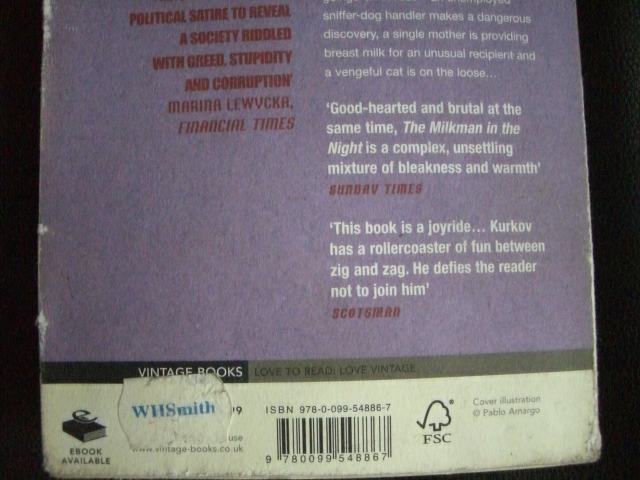 POLITICAL SATIRE TO REVEAL
A SOCIETY RIDDLED
WITH GREED, STUPIDITY
AND CORRUPTION'
MARINA LEWYCKA,
FINANCIAL TIMES
sniffer-dog handler makes a dangerous
discovery, a single mother is providing
breast milk for an unusual recipient and
a vengeful cat is on the loose...
'Good-hearted and brutal at the
same time, The Milkman in the
Night is a complex, unsettling
mixture of bleakness and warmth'
SUNDAY TIMES
'This book is a joyride... Kurkov
has a rollercoaster of fun between
zig and zag. He defies the reader
not to join him'
SCOTSMAN
VINTAGE BOOKS LOVE TO READ: LOVE VINTAGE
e
EBOOK
AVAILABLE
WHSmith
99
use
www.vintage-books.co.uk
ISBN 978-0-099-54886-7
9 780099 548867
FSC
Cover illustration
© Pablo Amargo